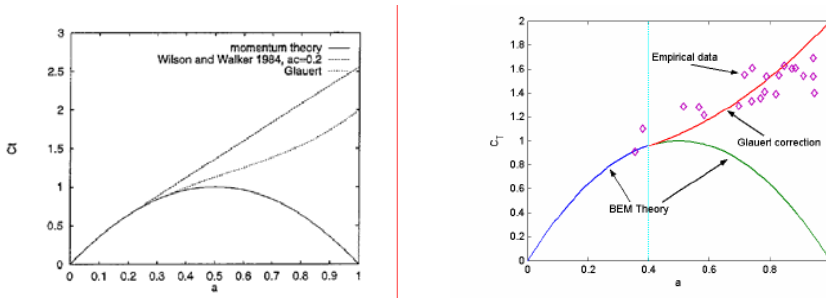 3
2.5
2
1.5
1
0.5
0
Ct
momentum theory
Wilson and Walker 1984, ac=0.2
Glauert
0 0.1 0.2 0.3 0.4 0.5 0.6 0.7 0.8 0.9 1
a
2
1.8
1.6
1.4
1.2
1
0.8
0.6
0.4
0.2
0
C_T
Empirical data
Glauert correction
BEM Theory
0 0.2 0.4 0.6 0.8
a